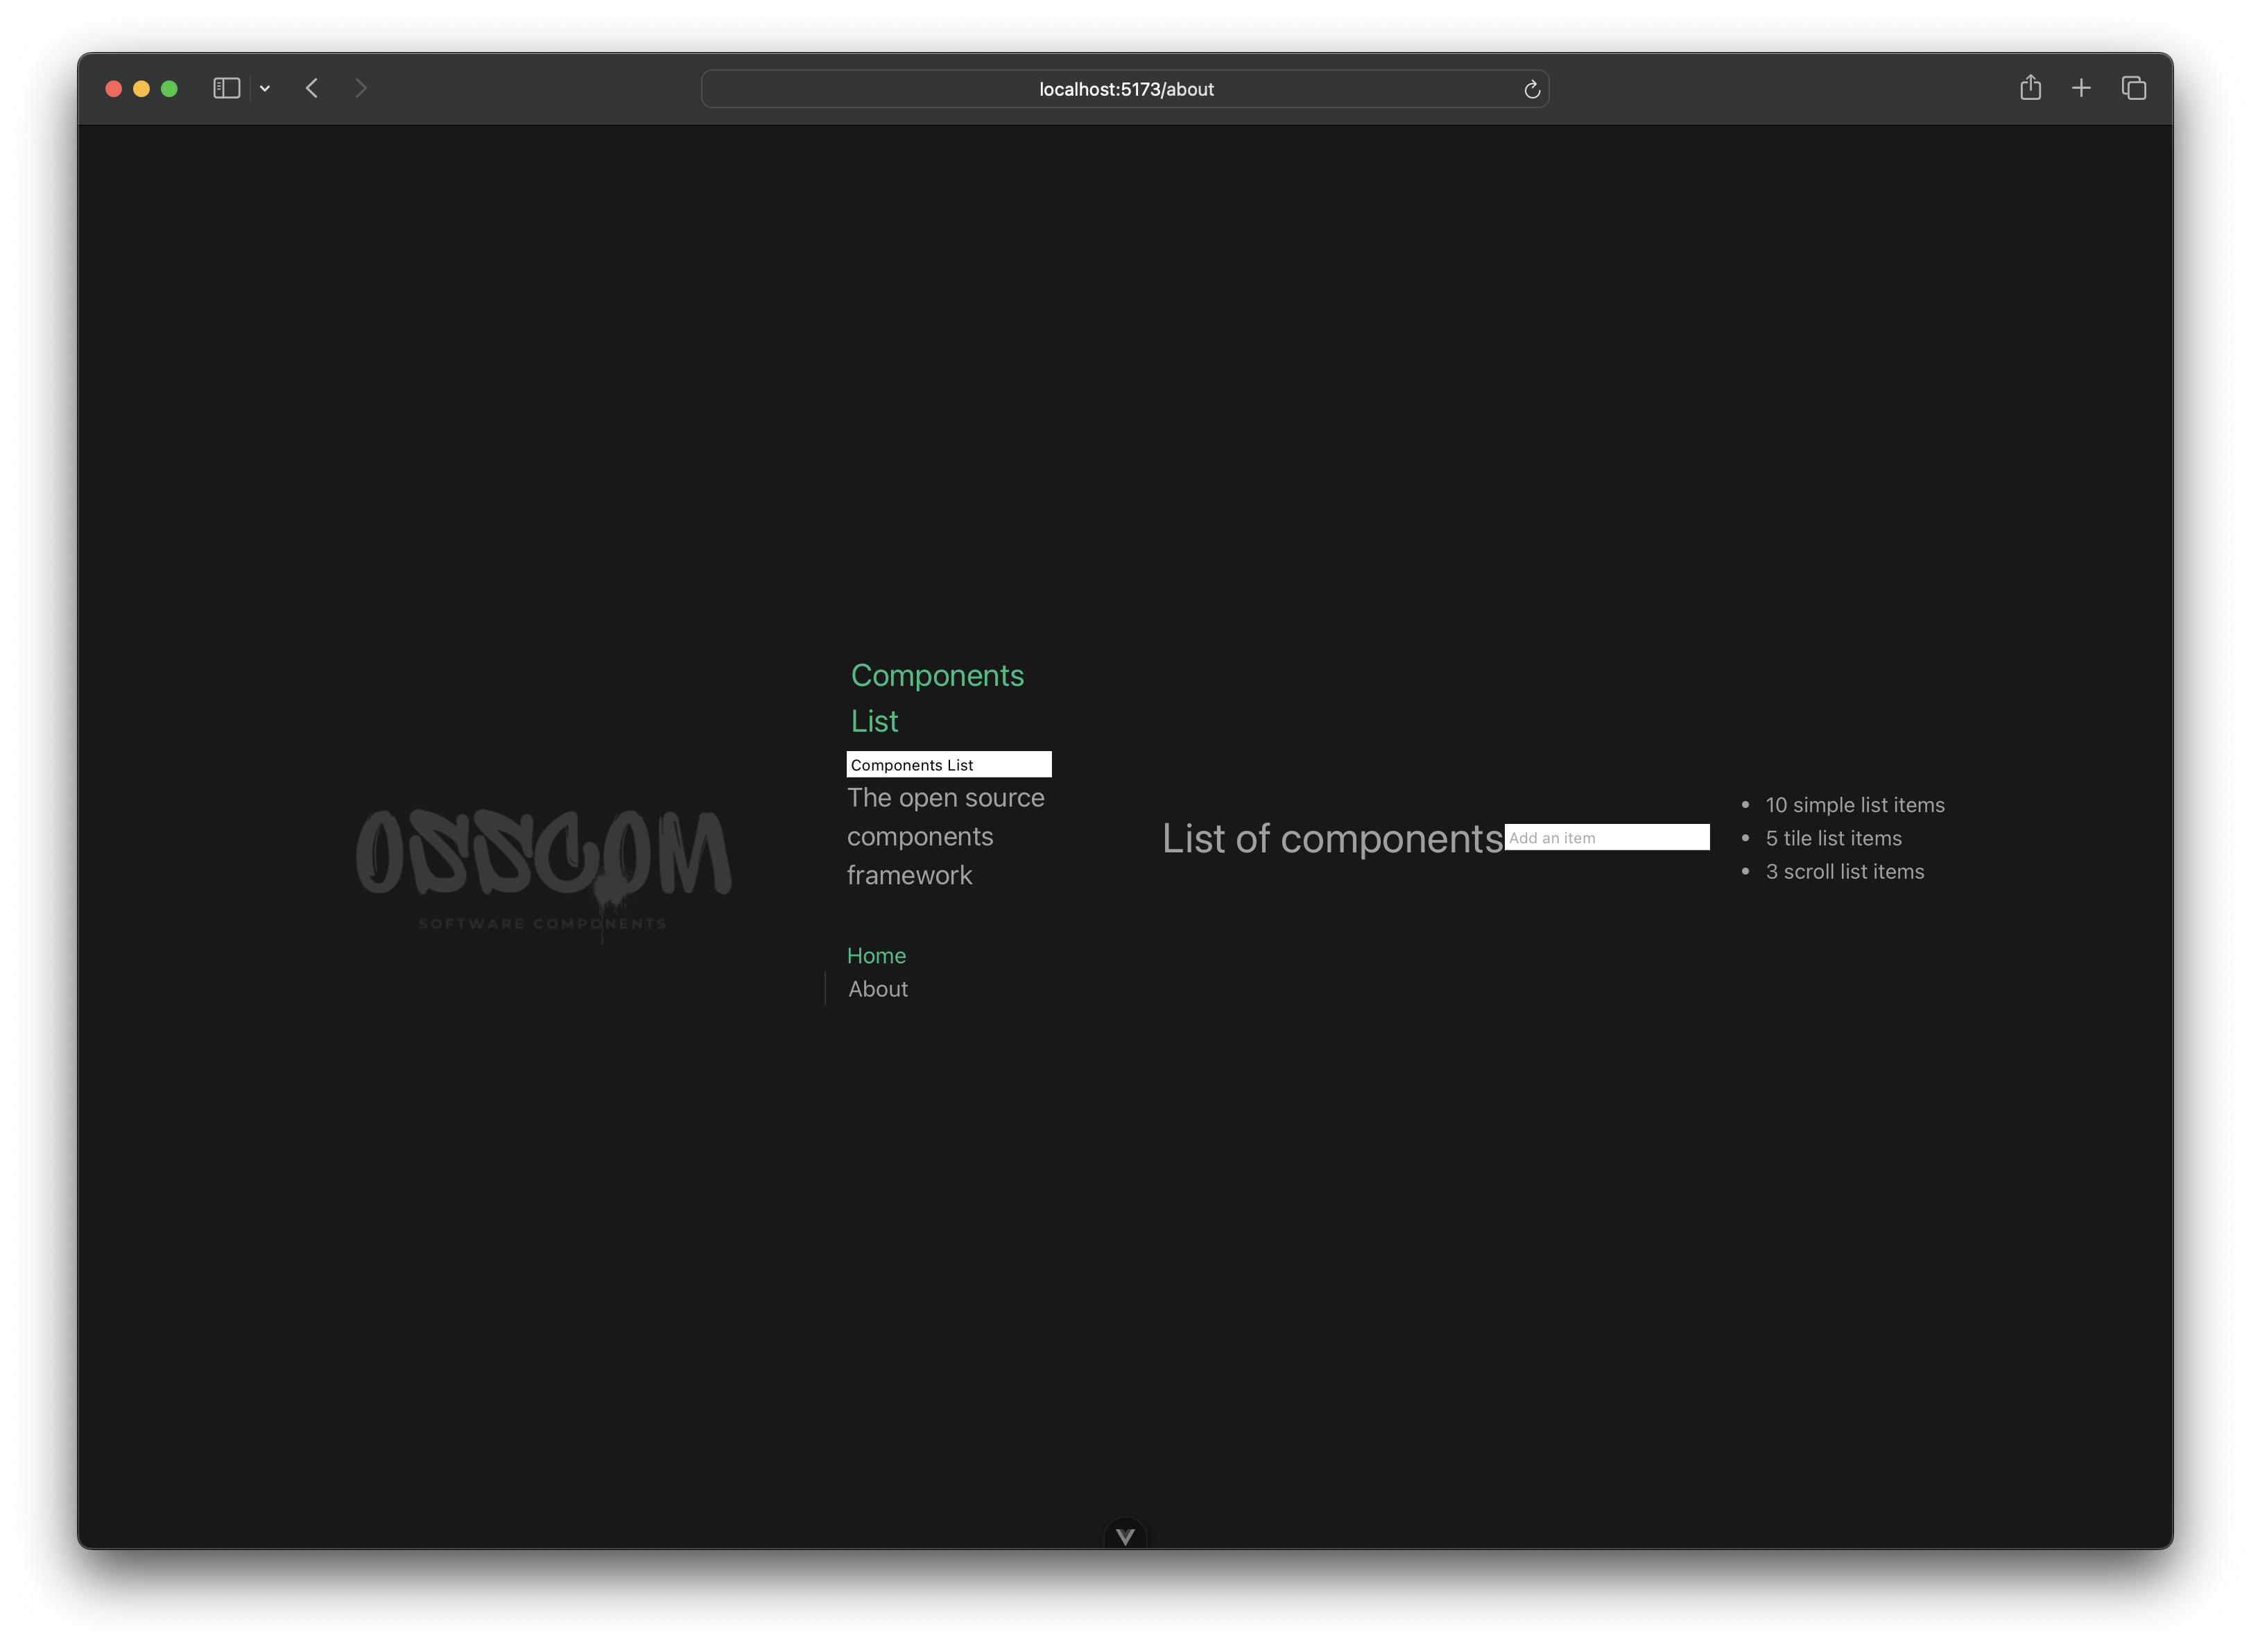 localhost:5173/about
OSSCOM
SOFTWARE COMPONENTS
Components
List
Components List
The open source
components
framework
Home
About
List of components
Add an item
10 simple list items
5 tile list items
3 scroll list items